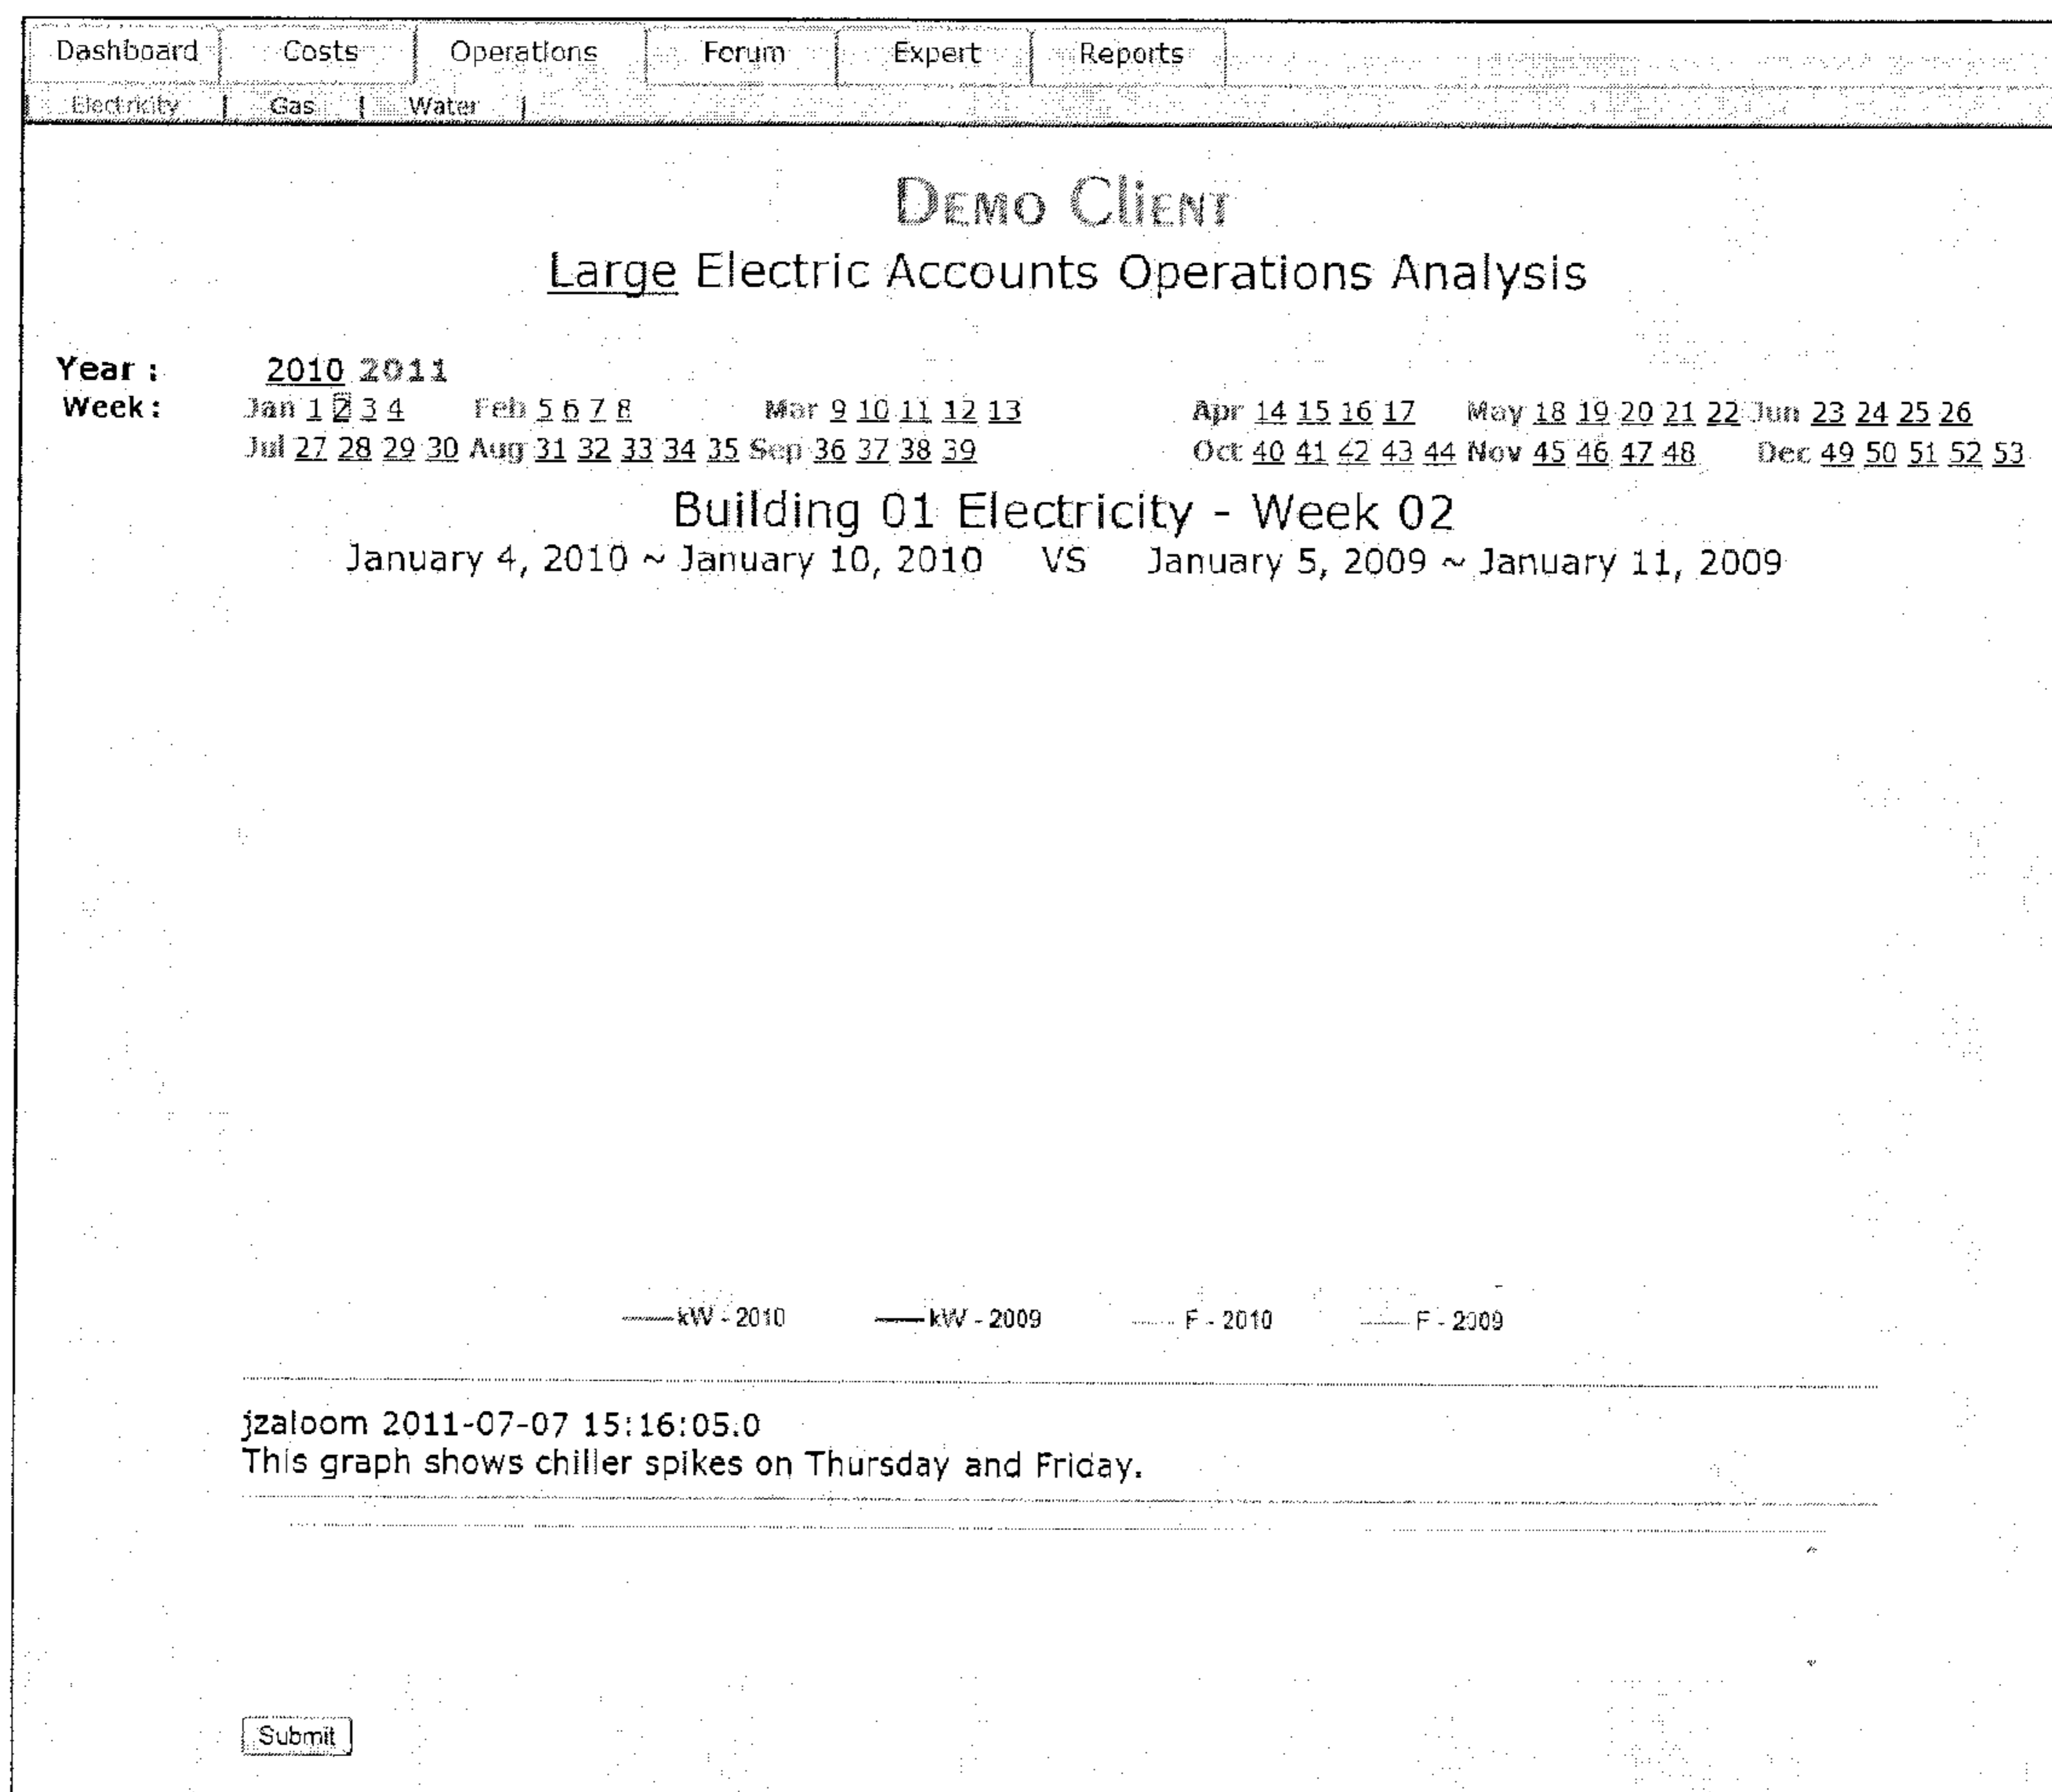 Dashboard Costs Operations Forum Expert Reports
Electricity | Gas | Water |
DEMO CliENT
Large Electric Accounts Operations Analysis
Year : 2010 2011
Week: Jan 1 2 3 4 Feb 5 6 7 8 Mar 9 10 11 12 13 Apr 14 15 16 17 May 18 19 20 21 22 Jun 23 24 25 26
Jul 27 28 29 30 Aug 31 32 33 34 35 Sep 36 37 38 39 Oct 40 41 42 43 44 Nov 45 46 47 48 Dec 49 50 51 52 53
Building 01 Electricity - Week 02
January 4, 2010 ~ January 10, 2010 VS January 5, 2009 ~ January 11, 2009
kW - 2010 kW - 2009 F - 2010 F - 2009
jzaloom 2011-07-07 15:16:05.0
This graph shows chiller spikes on Thursday and Friday.
Submit